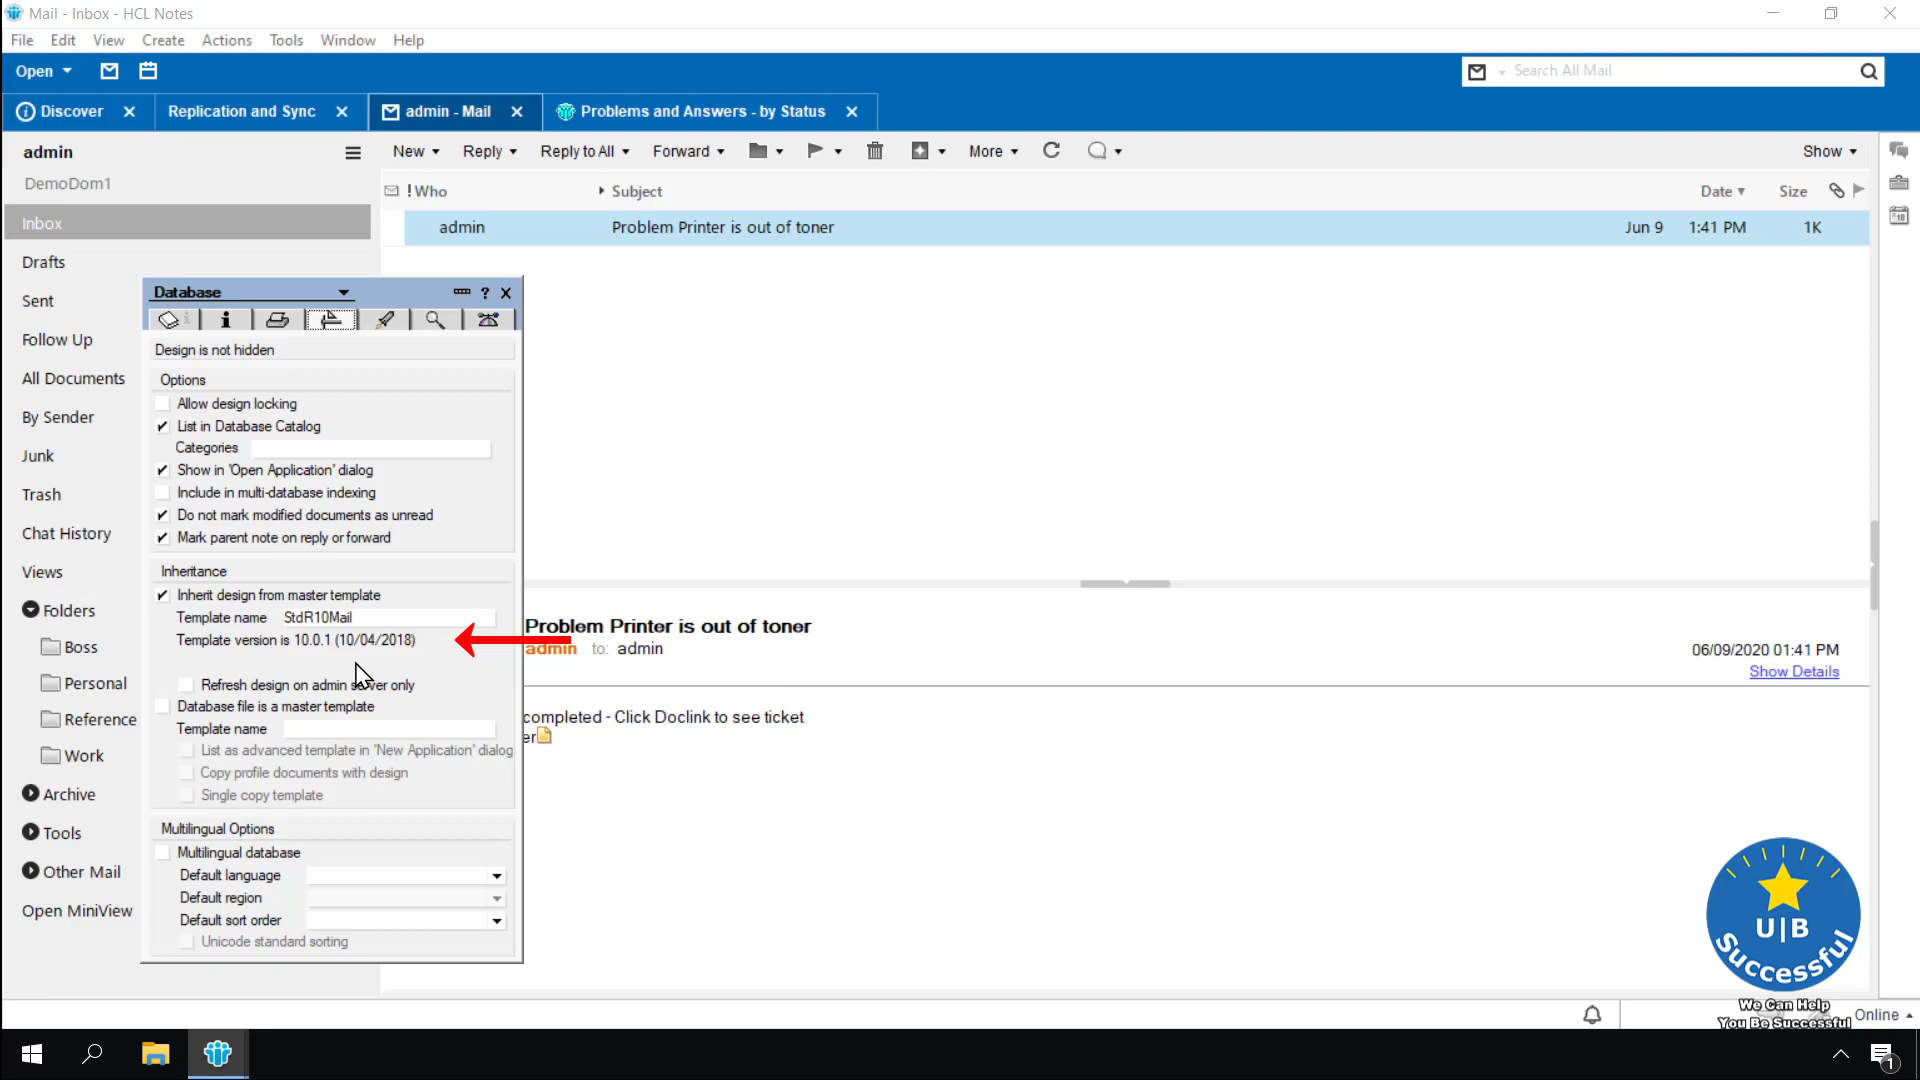 Mail - Inbox - HCL Notes
File Edit View Create Actions Tools Window Help
Open
Search All Mail
Discover
Replication and Sync
admin - Mail
Problems and Answers - by Status
admin
DemoDom1
New Reply Reply to All Forward More Show
! Who Subject Date Size
admin Problem Printer is out of toner Jun 9 1:41 PM 1K
Inbox
Drafts
Sent
Follow Up
All Documents
By Sender
Junk
Trash
Chat History
Views
Folders
Boss
Personal
Reference
Work
Archive
Tools
Other Mail
Open MiniView
Database
?
i
Design is not hidden
Options
Allow design locking
List in Database Catalog
Categories
Show in 'Open Application' dialog
Include in multi-database indexing
Do not mark modified documents as unread
Mark parent note on reply or forward
Inheritance
Inherit design from master template
Template name StdR10Mail
Template version is 10.0.1 (10/04/2018)
Refresh design on admin server only
Database file is a master template
Template name
List as advanced template in 'New Application' dialog
Copy profile documents with design
Single copy template
Multilingual Options
Multilingual database
Default language
Default region
Default sort order
Unicode standard sorting
Problem Printer is out of toner
admin to: admin
06/09/2020 01:41 PM
Show Details
completed - Click Doclink to see ticket
er
18
U|B
Successful
We Can Help
You Be Successful
Online
1